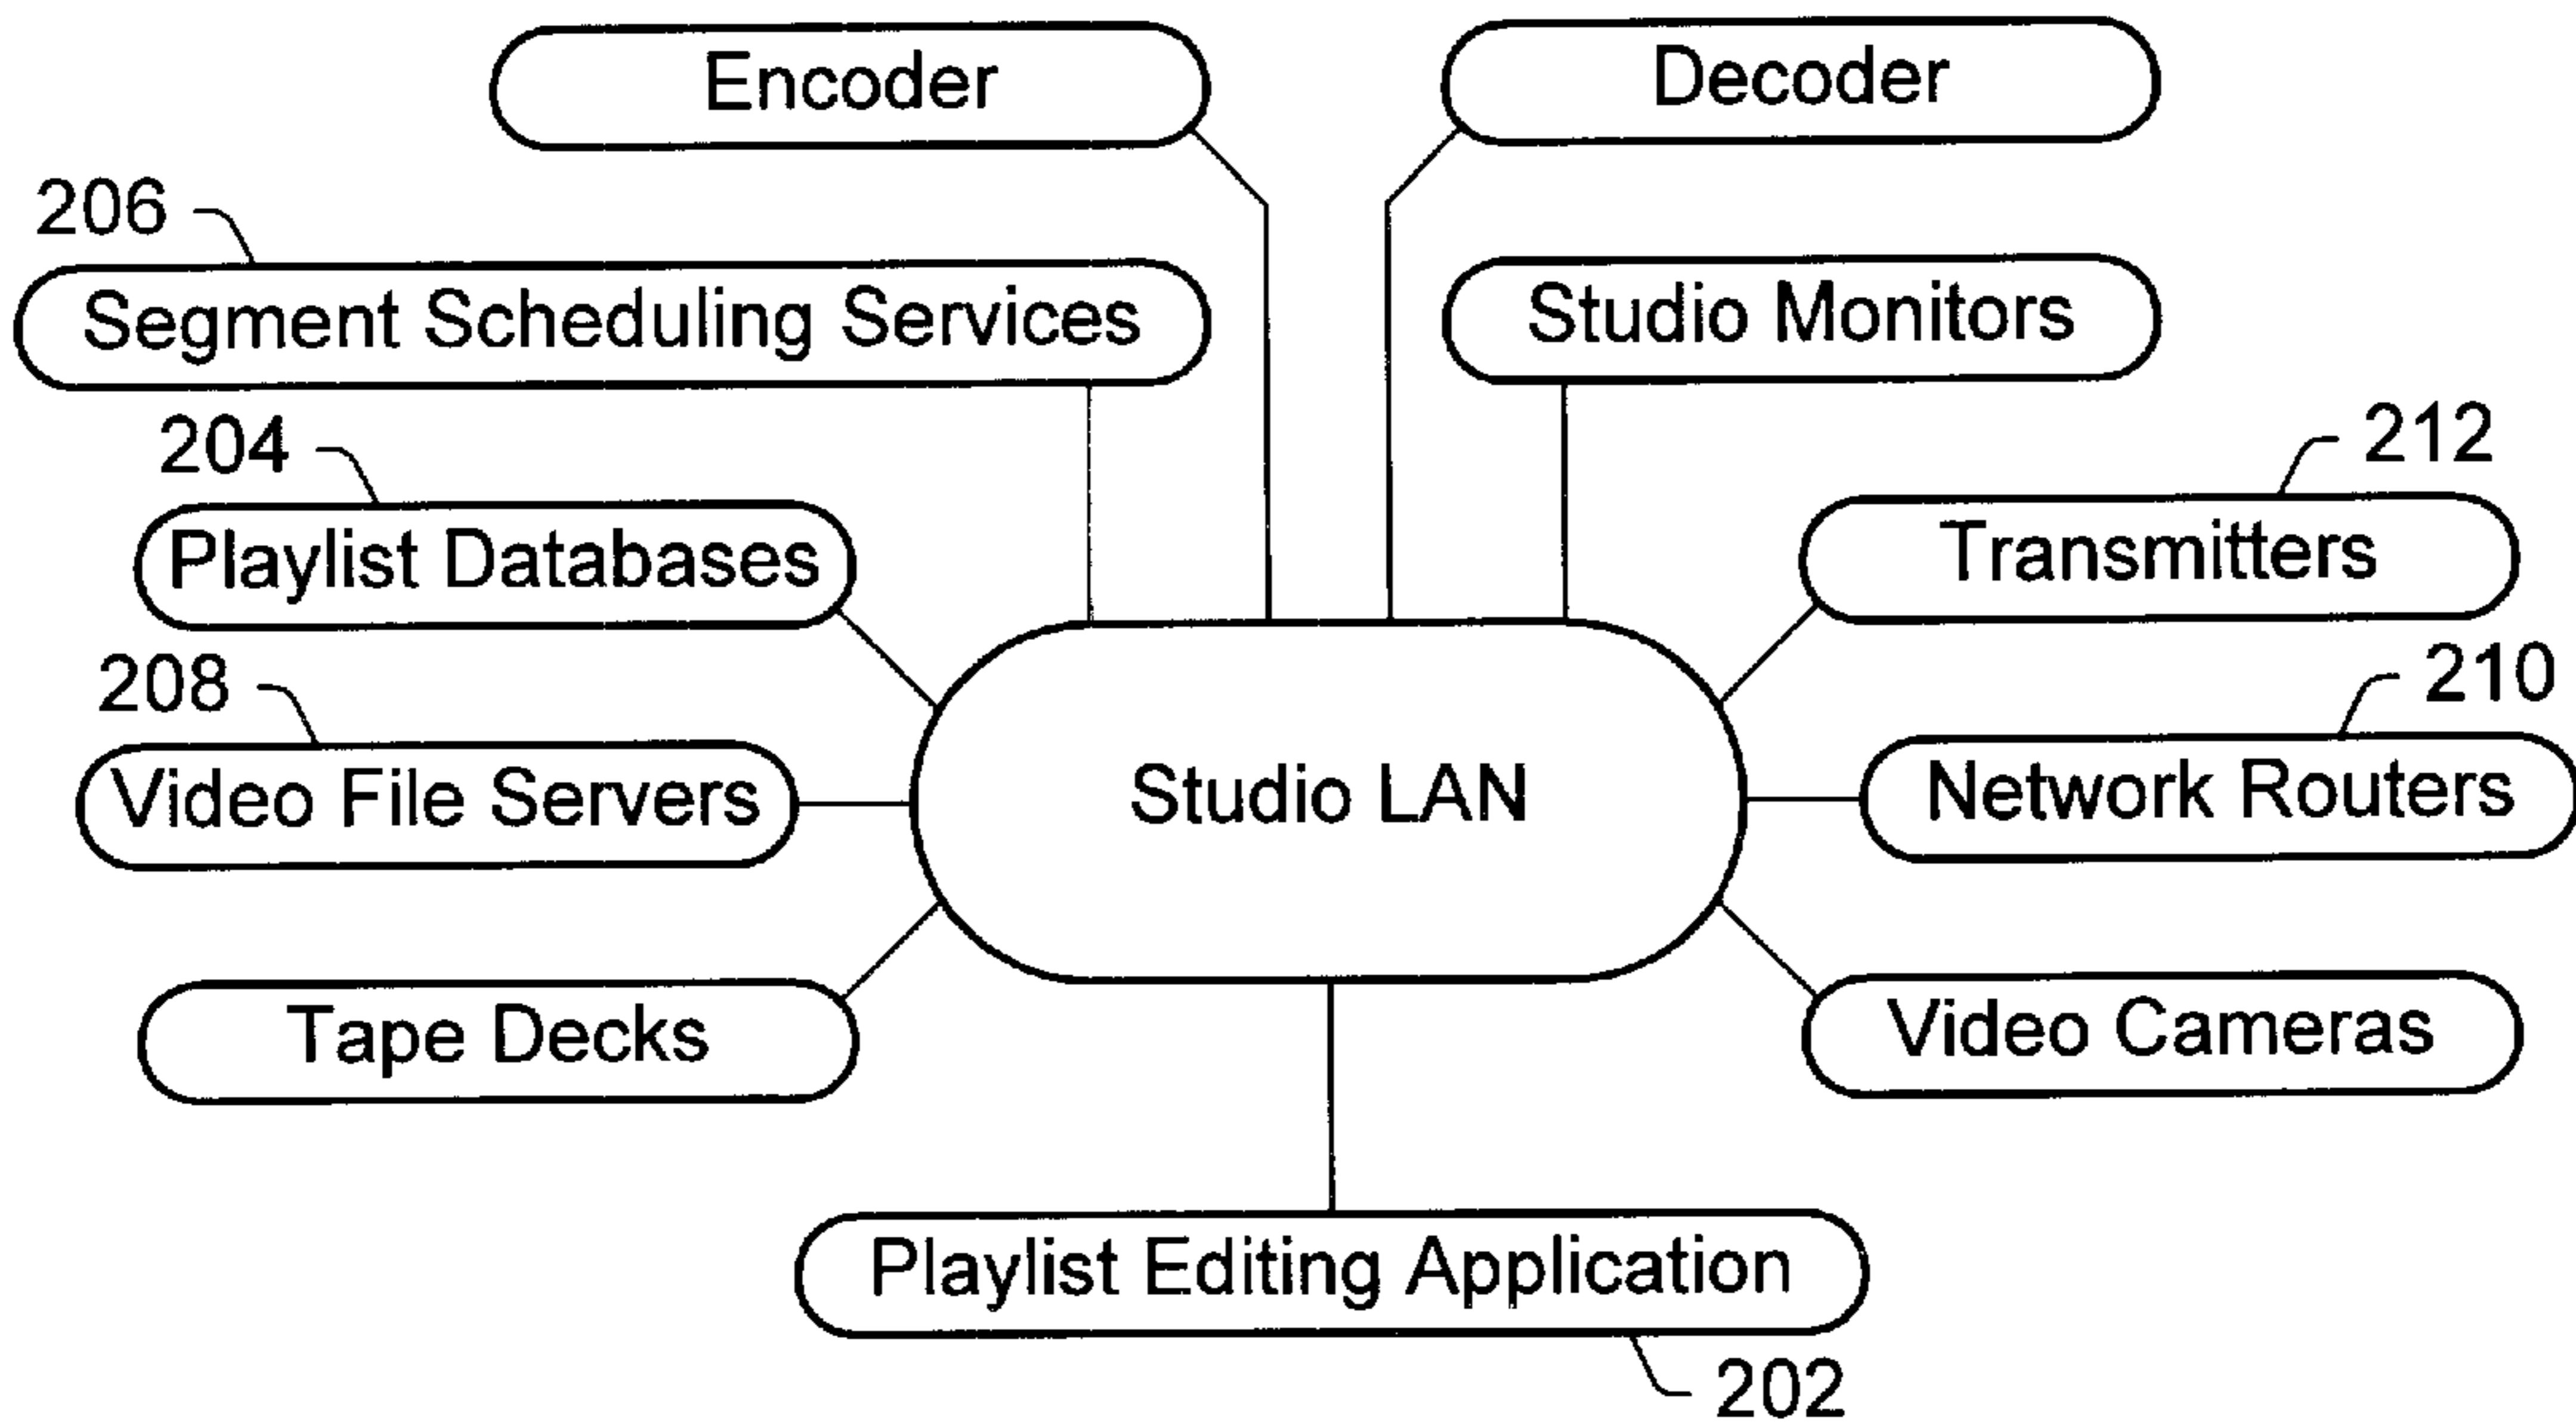 Encoder
Decoder
206
Segment Scheduling Services
Studio Monitors
204
212
Playlist Databases
Transmitters
208
210
Video File Servers
Studio LAN
Network Routers
Tape Decks
Video Cameras
Playlist Editing Application
202